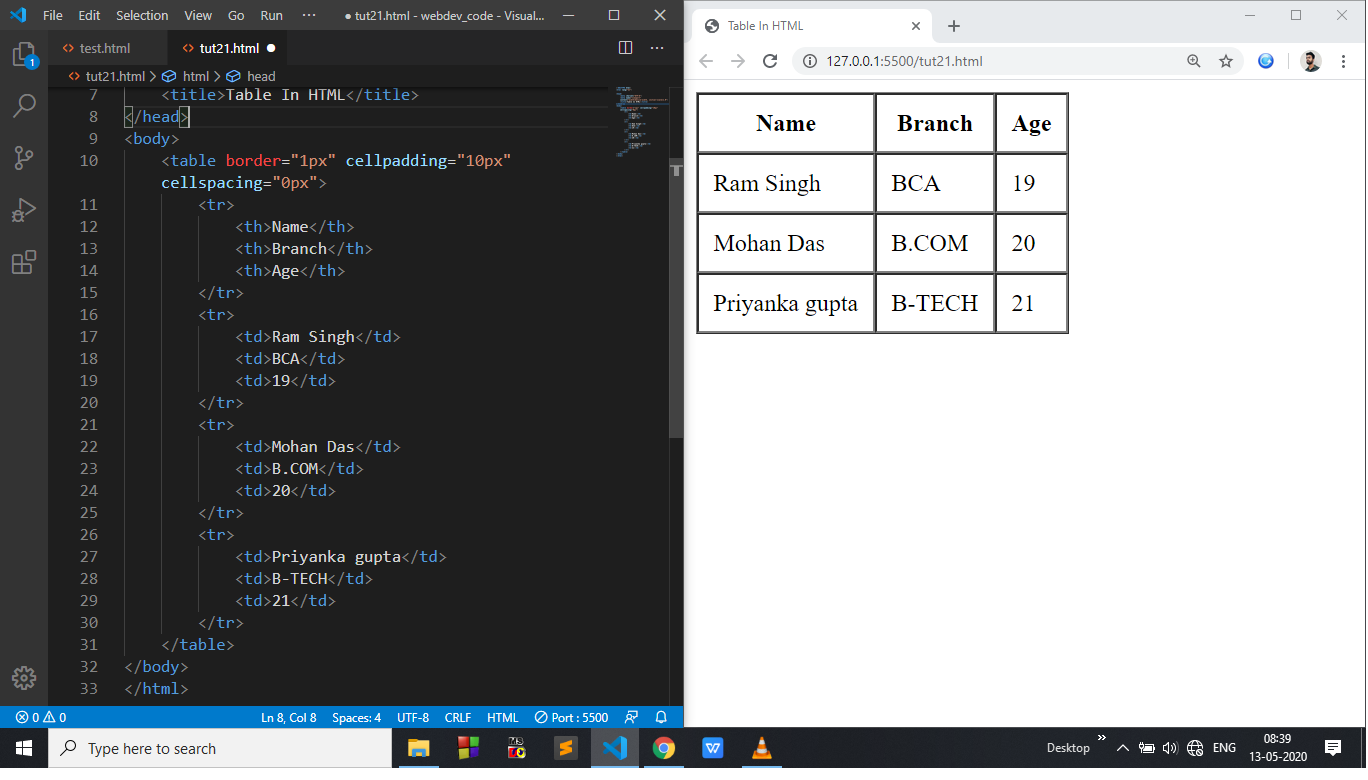 File Edit Selection View Go Run ··· ● tut21.html - webdev_code - Visual...
test.html tut21.html ●
1
tut21.html > html > head
7 <title>Table In HTML</title>
8 </head>
9 <body>
10 <table border="1px" cellpadding="10px"
cellspacing="0px">
11 <tr>
12 <th>Name</th>
13 <th>Branch</th>
14 <th>Age</th>
15 </tr>
16 <tr>
17 <td>Ram Singh</td>
18 <td>BCA</td>
19 <td>19</td>
20 </tr>
21 <tr>
22 <td>Mohan Das</td>
23 <td>B.COM</td>
24 <td>20</td>
25 </tr>
26 <tr>
27 <td>Priyanka gupta</td>
28 <td>B-TECH</td>
29 <td>21</td>
30 </tr>
31 </table>
32 </body>
33 </html>
0 0 Ln 8, Col 8 Spaces: 4 UTF-8 CRLF HTML Port : 5500
Table In HTML
127.0.0.1:5500/tut21.html
Name Branch Age
Ram Singh BCA 19
Mohan Das B.COM 20
Priyanka gupta B-TECH 21
Type here to search
Desktop » ENG
08:39
13-05-2020